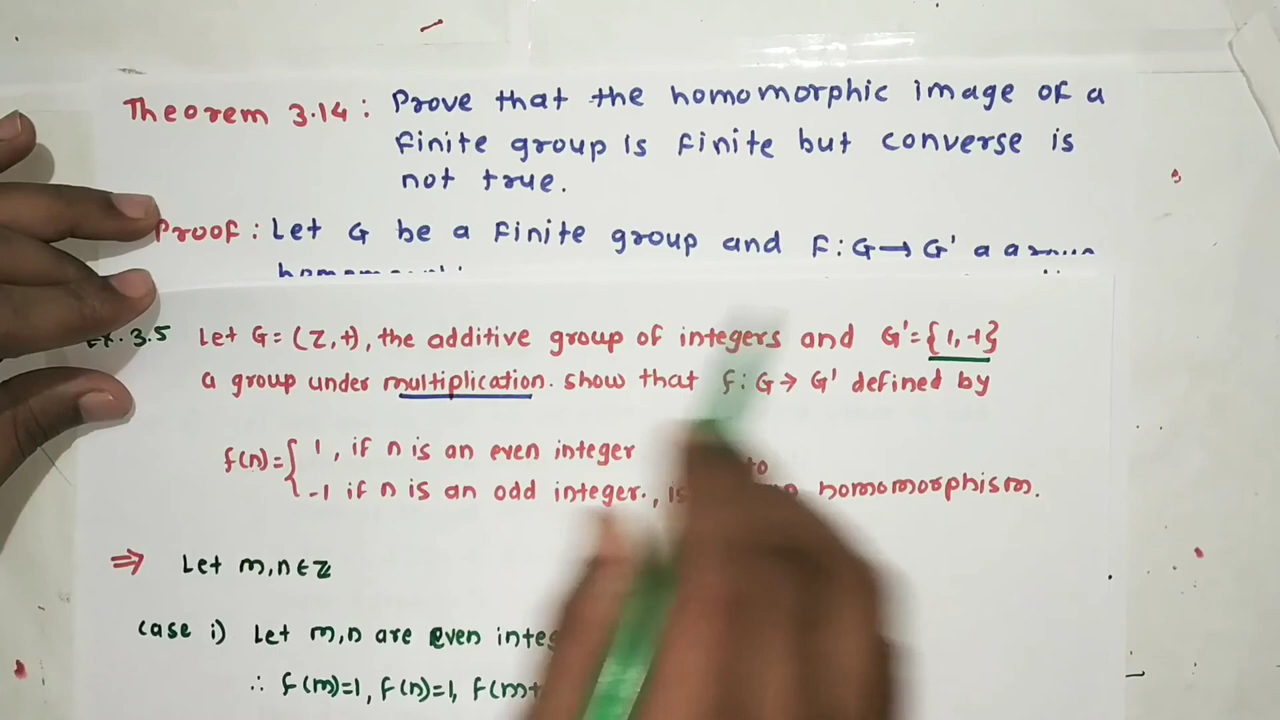 Theorem 3.14: Prove that the homomorphic image of a
finite group is finite but converse is
not true.
Proof: Let G be a finite group and f: G→G' a
Ex. 3.5 Let G=(Z,+), the additive group of integers and G'={1,-1}
a group under multiplication. show that f: G→G' defined by
f(n)={ 1, if n is an even integer
to
-1 if n is an odd integer., is homomorphism.
⇒ Let m,n∈Z
case i) Let m,n are even
∴ f(m)=1, f(n)=1,